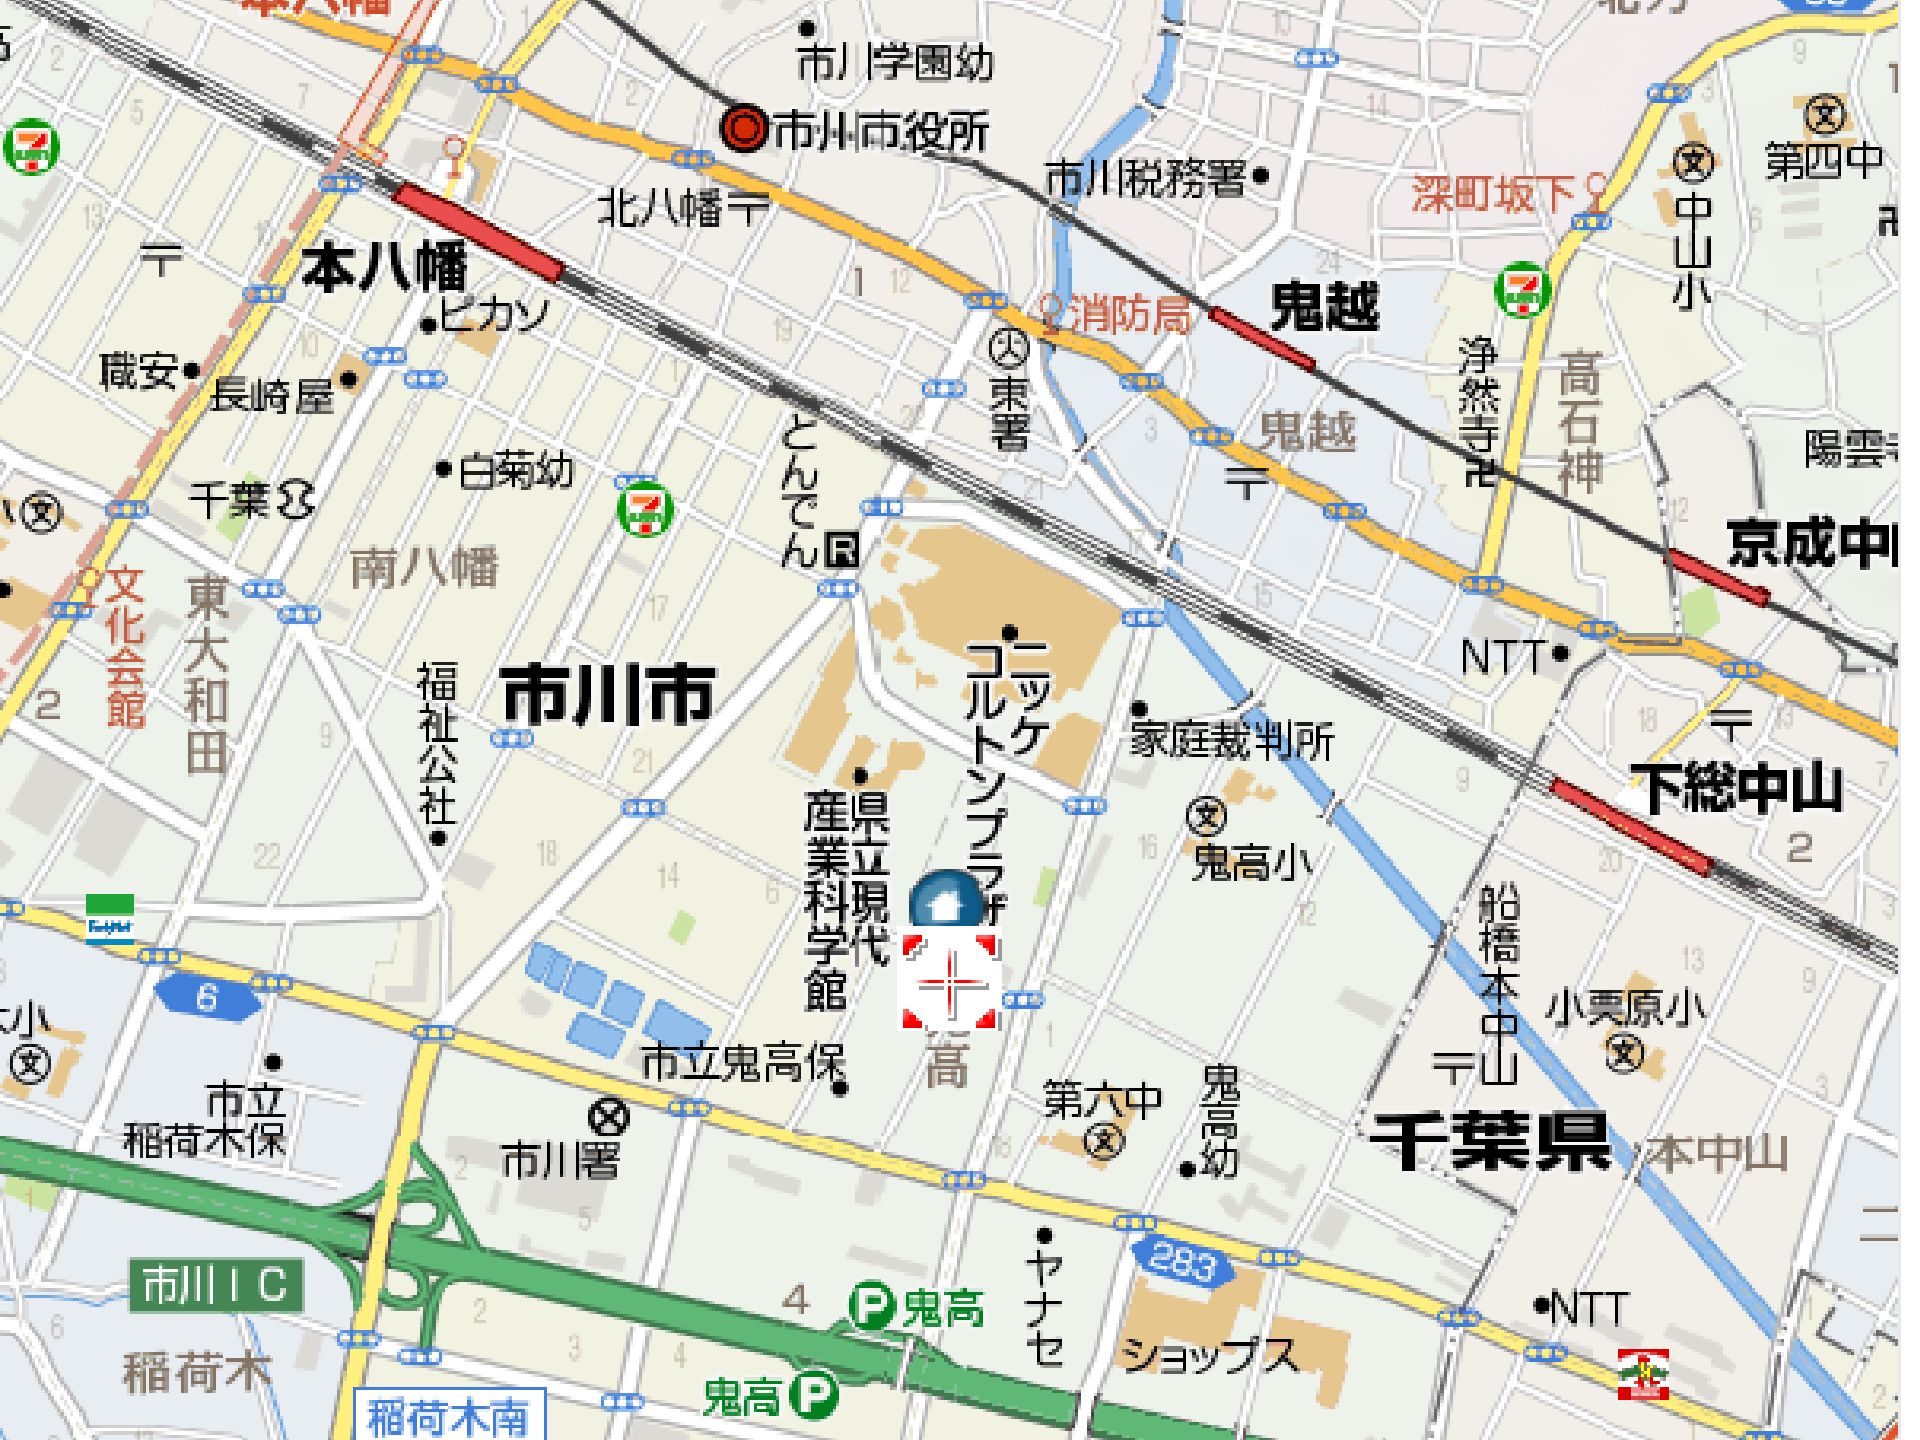 本八幡
北方
市川学園幼
市川市役所
市川税務署
深町坂下
第四中
中山小
北八幡
本八幡
ピカソ
消防局
鬼越
職安
長崎屋
東署
浄然寺
高石神
鬼越
とんでん
R
陽雲寺
千葉
白菊幼
南八幡
京成中山
文化会館
東大和田
福祉公社
市川市
ニッケ
コルトンプラザ
NTT
家庭裁判所
下総中山
鬼高小
県立現代
産業科学館
船橋本中山
小栗原小
6
市立
稲荷木保
市立鬼高保
鬼高
第六中
鬼高幼
市川署
千葉県
本中山
283
ヤナセ
市川IC
P鬼高
NTT
ショップス
稲荷木
鬼高P
稲荷木南